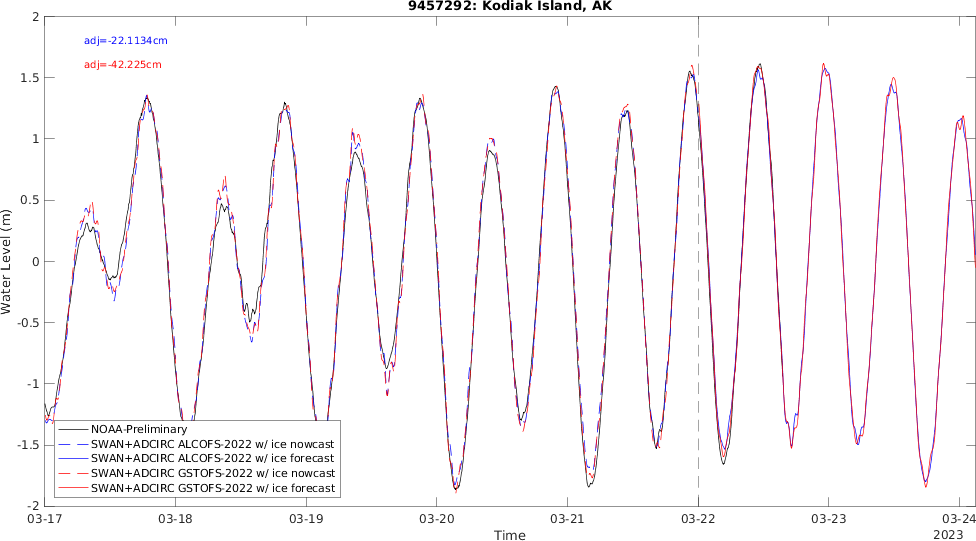 9457292: Kodiak Island, AK
adj=-22.1134cm
adj=-42.225cm
2
1.5
1
0.5
0
-0.5
-1
-1.5
-2
Water Level (m)
NOAA-Preliminary
SWAN+ADCIRC ALCOFS-2022 w/ ice nowcast
SWAN+ADCIRC ALCOFS-2022 w/ ice forecast
SWAN+ADCIRC GSTOFS-2022 w/ ice nowcast
SWAN+ADCIRC GSTOFS-2022 w/ ice forecast
03-17 03-18 03-19 03-20 03-21 03-22 03-23 03-24
Time
2023